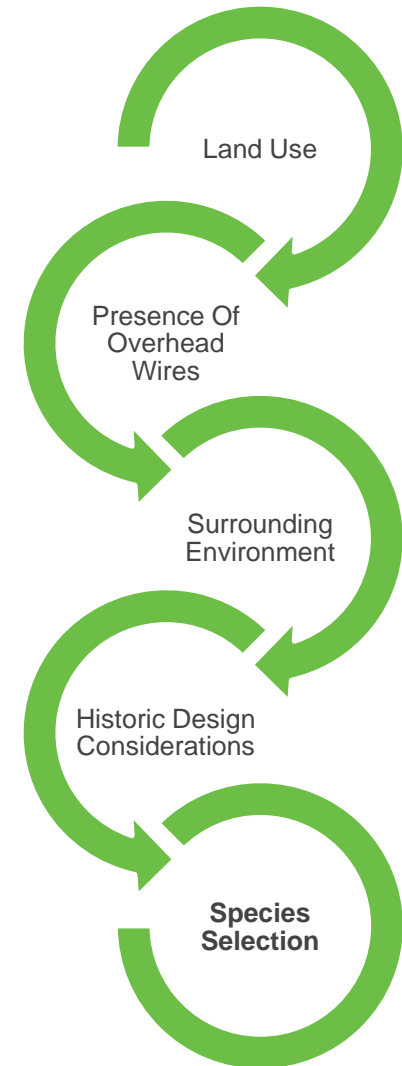 Land Use
Presence Of
Overhead
Wires
Surrounding
Environment
Historic Design
Considerations
Species
Selection